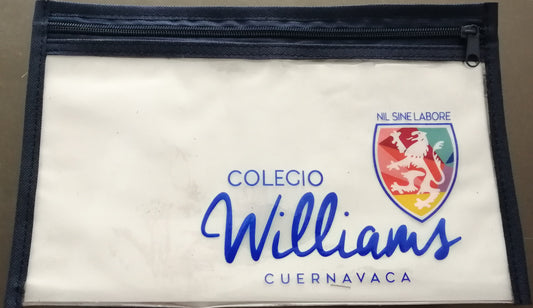 NIL SINE LABORE
COLEGIO
Williams
CUERNAVACA